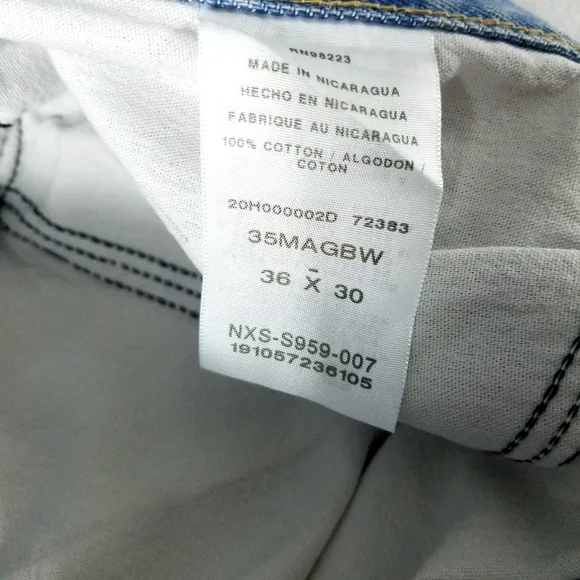 RN98223
MADE IN NICARAGUA
HECHO EN NICARAGUA
FABRIQUE AU NICARAGUA
100% COTTON / ALGODON /
COTON
20H000002D 72383
35MAGBW
36 X 30
NXS-S959-007
191057236105